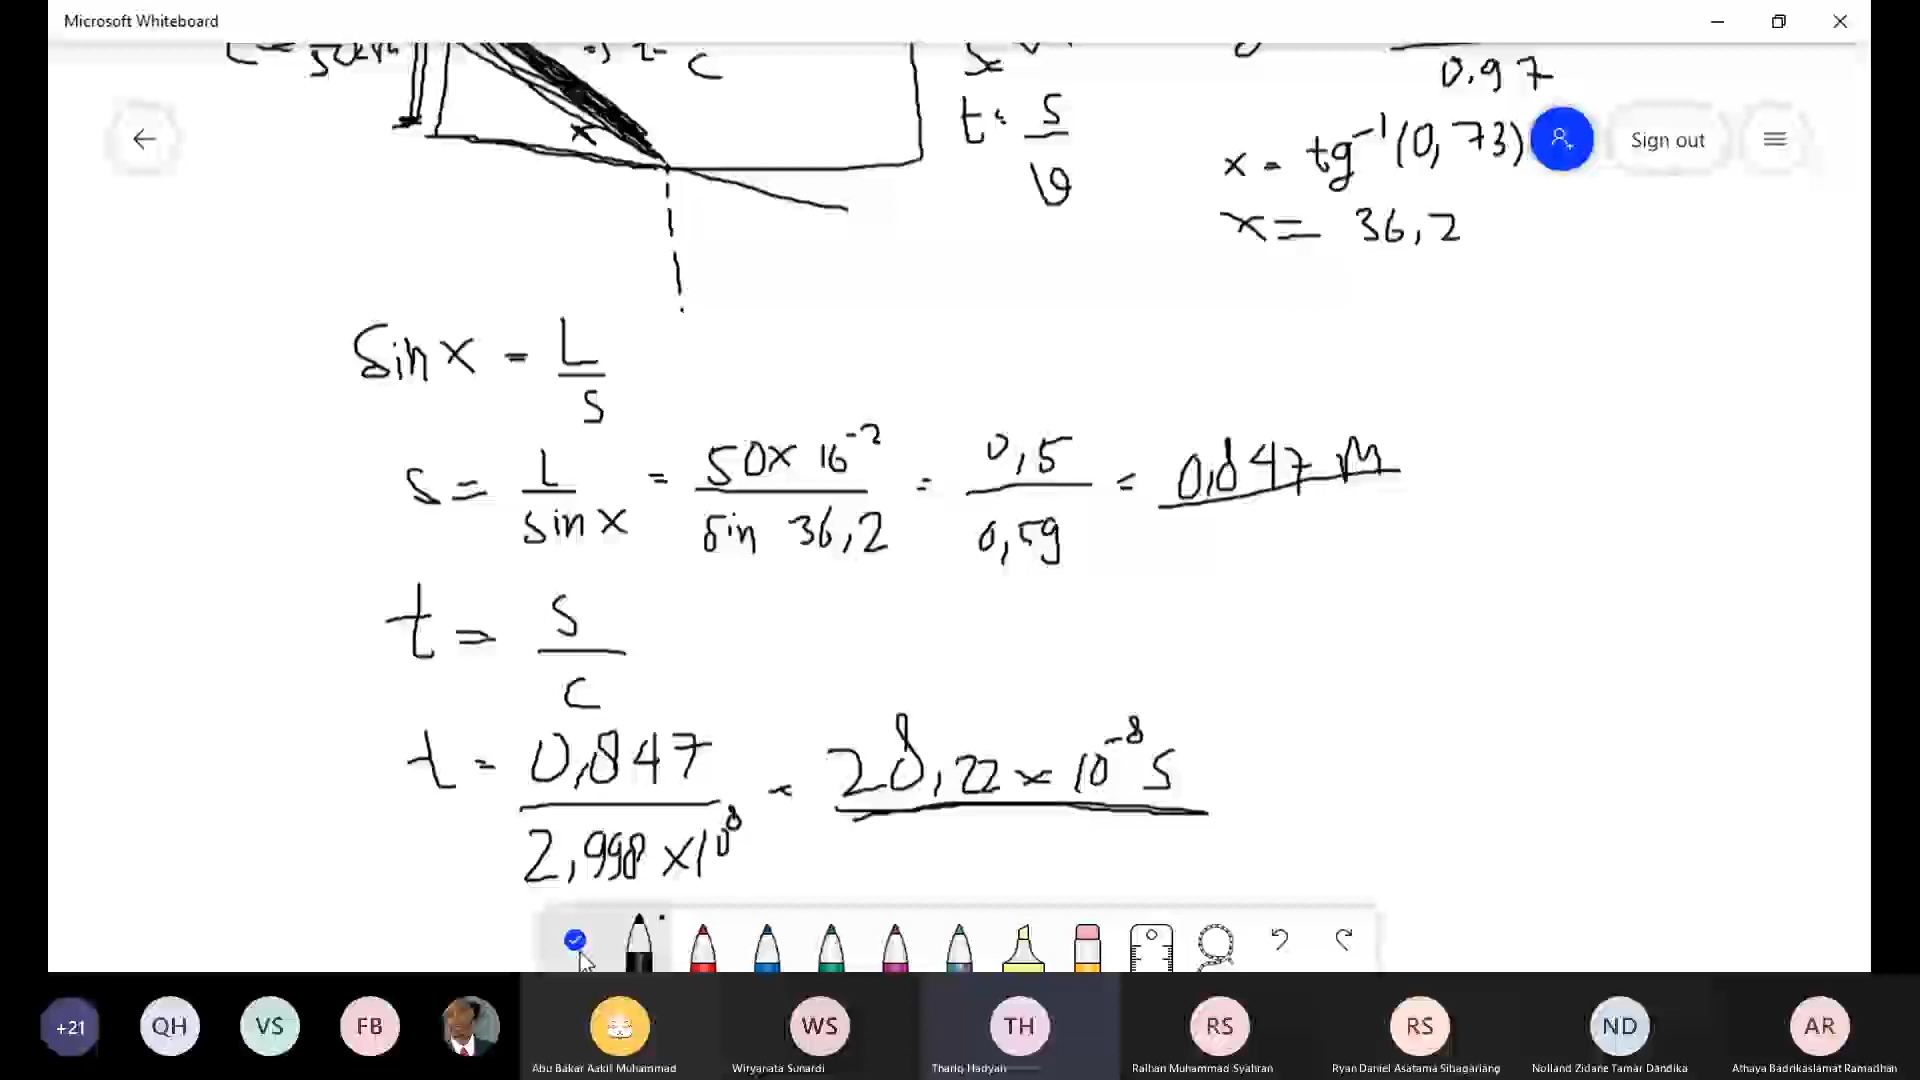 Microsoft Whiteboard
0.97
x
c
t = s/v
x = tg^-1 (0,73)
Sign out
x = 36,2
Sin x = L/s
s = L/sin x = 50 x 10^-2/sin 36,2 = 0,5/0,59 = 0,847 m
t = s/c
t = 0,847/2,998 x 10^8 = 28,22 x 10^-8 s
+21
QH
VS
FB
WS
TH
RS
RS
ND
AR
Abu Bakar Aakil Muhammad
Wiryanata Sunardi
Thariq Hadyan
Raihan Muhammad Syahran
Ryan Daniel Asatama Sibagariang
Nolland Zidane Tamar Dandika
Athaya Badrikaslamat Ramadhan